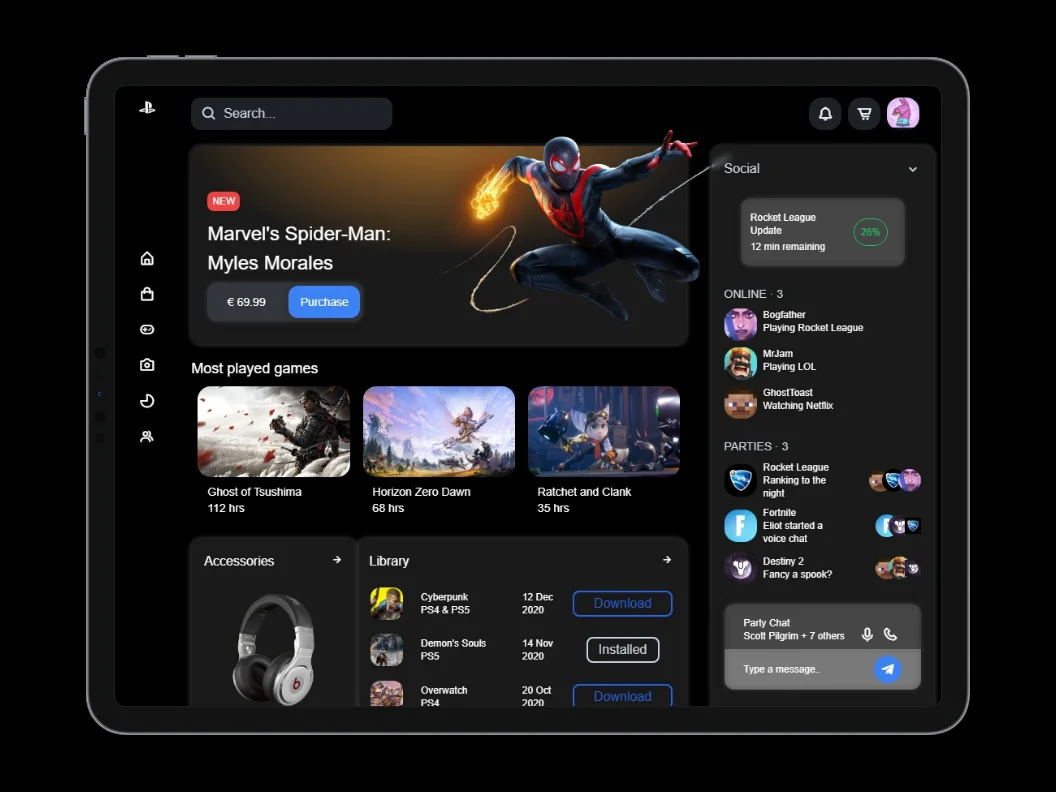 Search...
NEW
Marvel's Spider-Man:
Myles Morales
€ 69.99
Purchase
Most played games
Ghost of Tsushima
112 hrs
Horizon Zero Dawn
68 hrs
Ratchet and Clank
35 hrs
Accessories
Library
Cyberpunk
PS4 & PS5
12 Dec
2020
Download
Demon's Souls
PS5
14 Nov
2020
Installed
Overwatch
PS4
20 Oct
2020
Download
Social
Rocket League
Update
12 min remaining
26%
ONLINE · 3
Bogfather
Playing Rocket League
MrJam
Playing LOL
GhostToast
Watching Netflix
PARTIES · 3
Rocket League
Ranking to the
night
Fortnite
Eliot started a
voice chat
Destiny 2
Fancy a spook?
Party Chat
Scott Pilgrim + 7 others
Type a message..